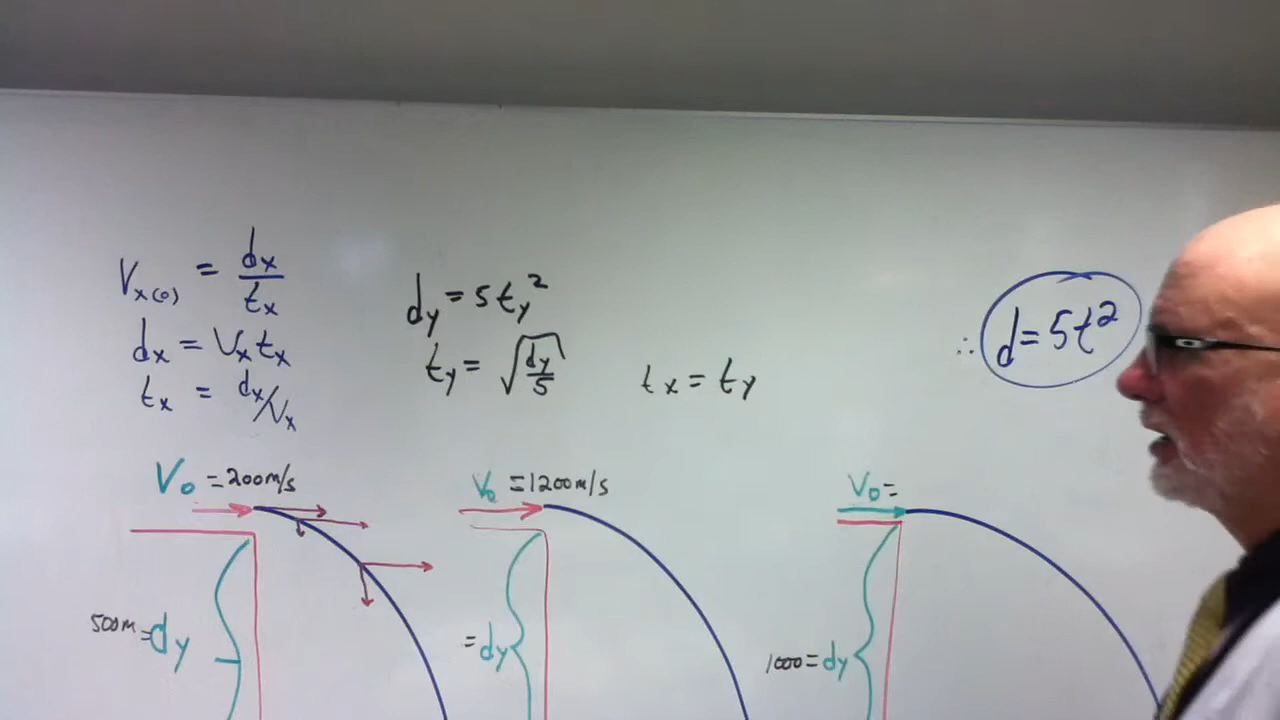 Vx(0) = dx/tx
dx = Vx tx
tx = dx/Vx
dy = 5ty²
ty = √(dy/5)
tx = ty
∴ d = 5t²
V₀ = 200m/s
500m = dy
V₀ = 1200m/s
= dy
V₀ =
1000 = dy